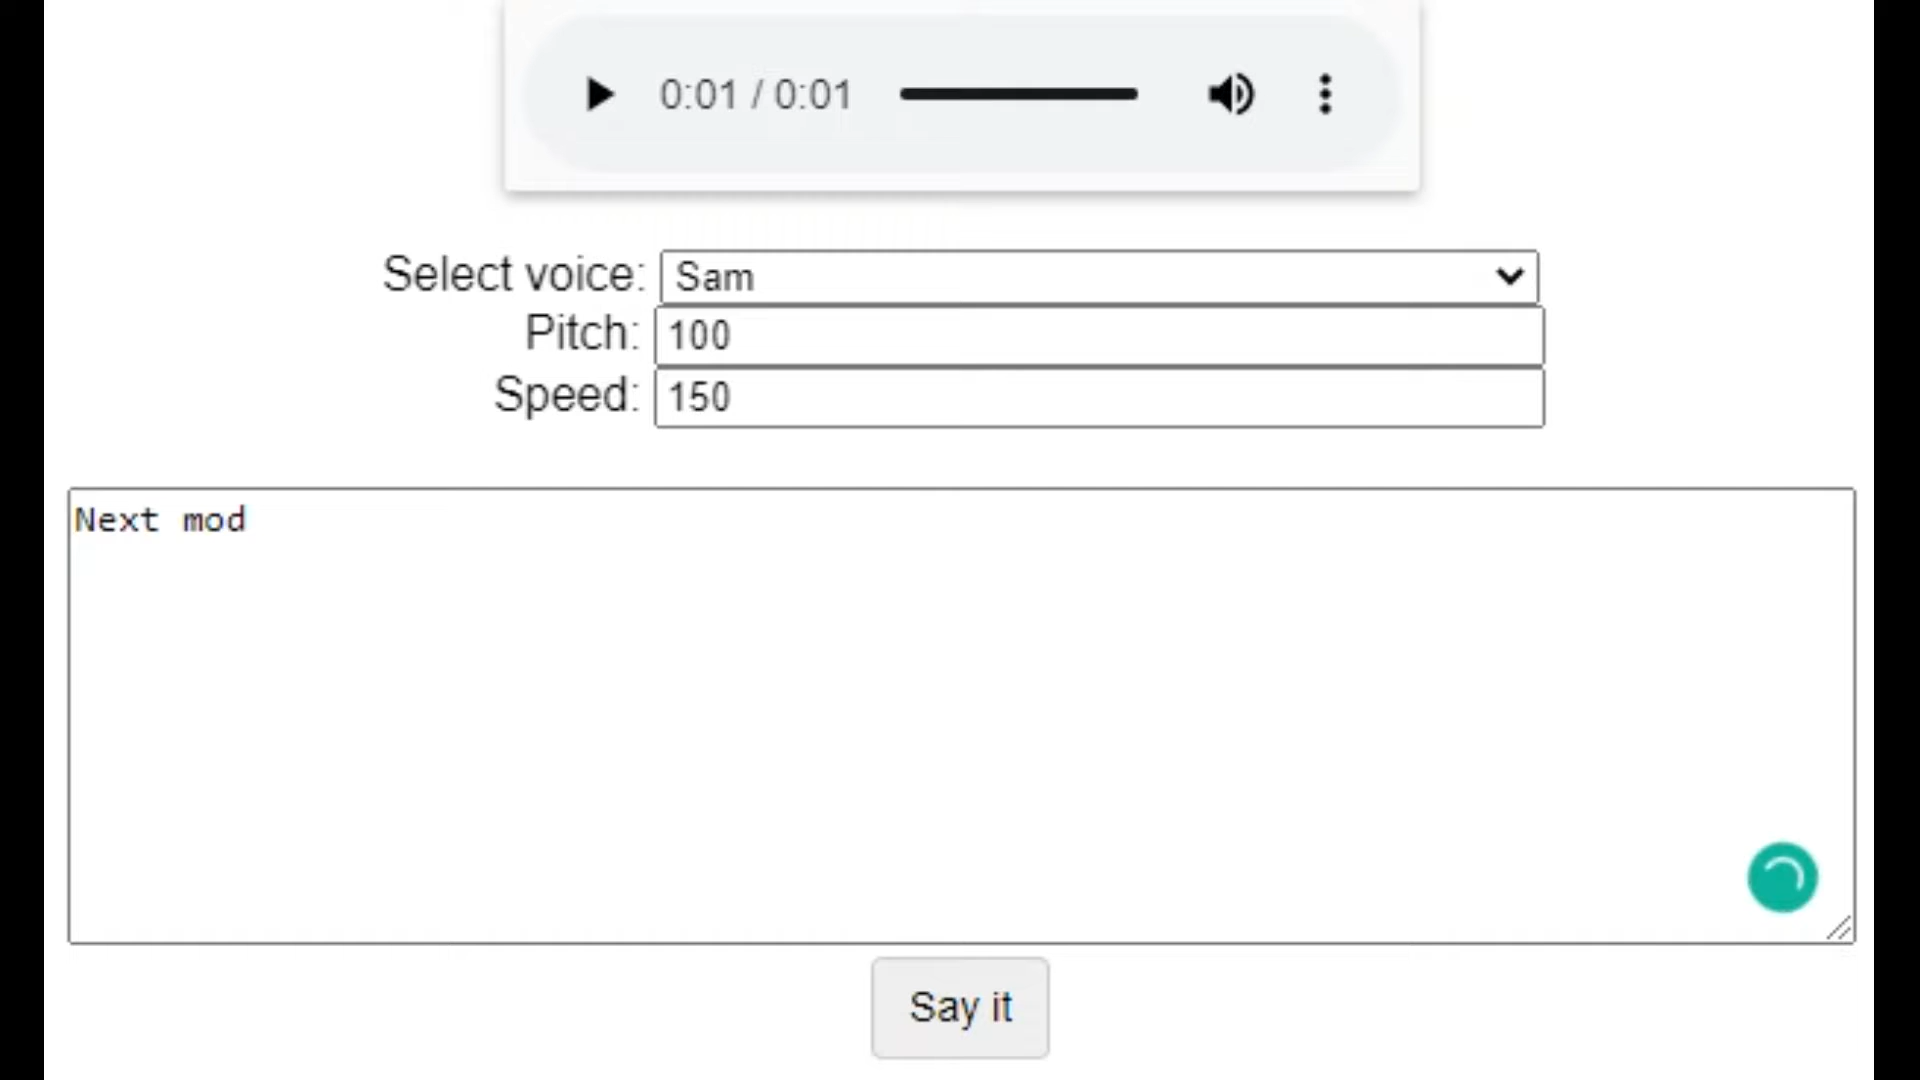 0:01 / 0:01
Select voice: Sam
Pitch: 100
Speed: 150
Next mod
Say it